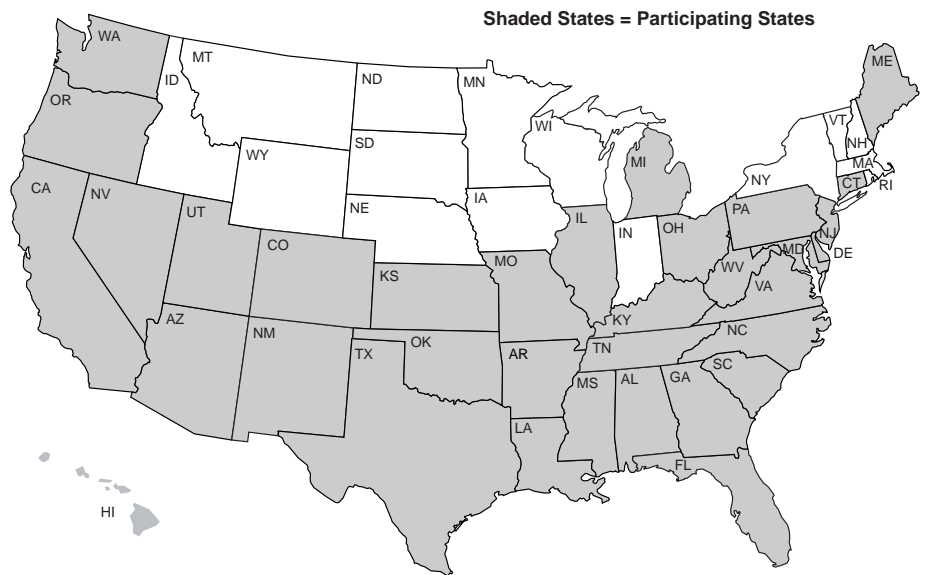 Shaded States = Participating States
WA
MT
ME
ND
MN
ID
OR
VT
WI
NH
SD
WY
MI
MA
NY
CT
RI
CA
NV
IA
NE
UT
PA
IL
IN
OH
NJ
CO
MD
DE
MO
KS
WV
VA
AZ
KY
NM
NC
OK
TN
TX
AR
SC
MS
AL
GA
LA
FL
HI